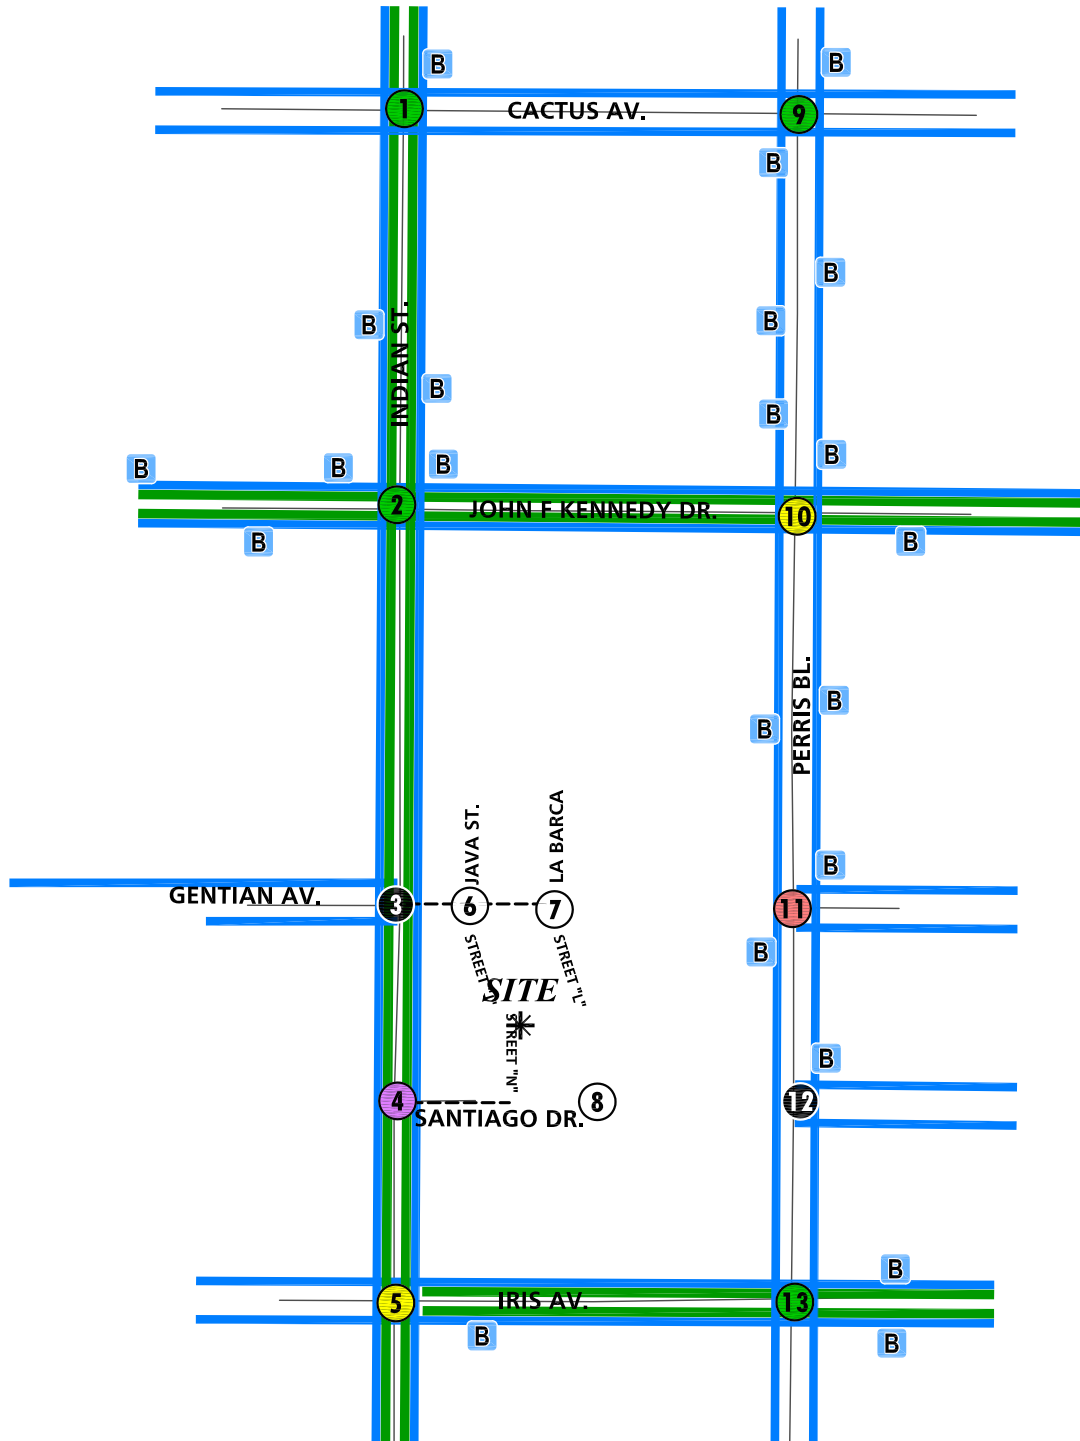 B
B
1
CACTUS AV.
9
B
B
B
B
INDIAN ST.
B
B
B
B
B
B
B
2
JOHN F KENNEDY DR.
10
B
B
PERRIS BL.
B
B
JAVA ST.
LA BARCA
B
GENTIAN AV.
3
6
7
11
STREET "L"
B
SITE
STREET "N"
B
4
8
12
SANTIAGO DR.
B
5
IRIS AV.
13
B
B